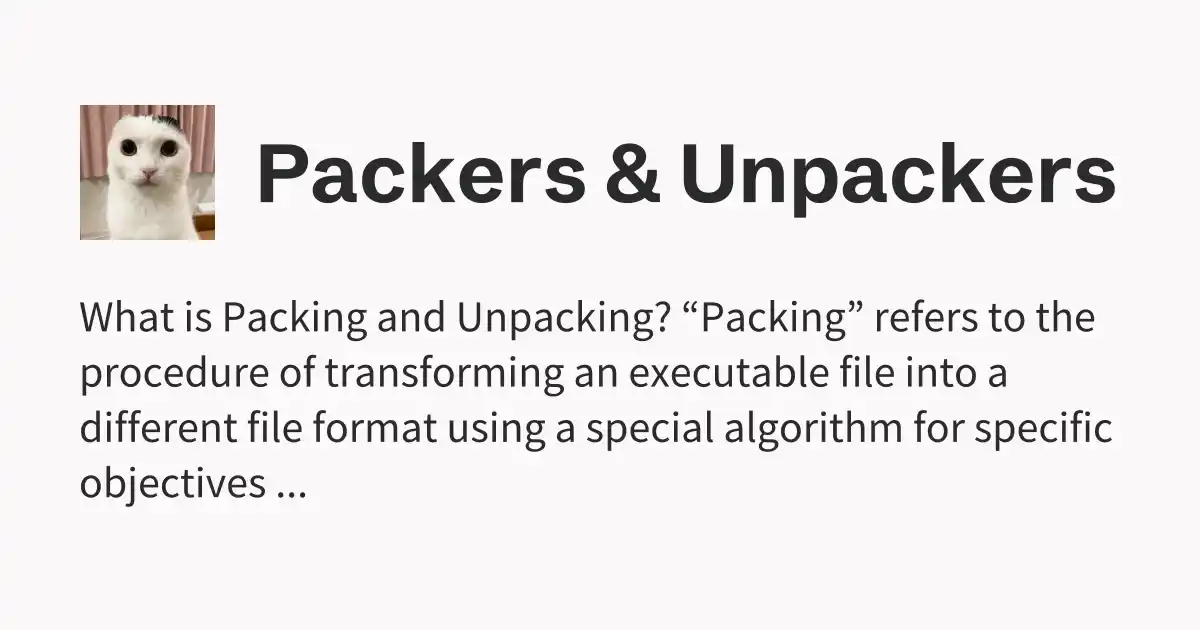 Packers & Unpackers
What is Packing and Unpacking? “Packing” refers to the
procedure of transforming an executable file into a
different file format using a special algorithm for specific
objectives ...